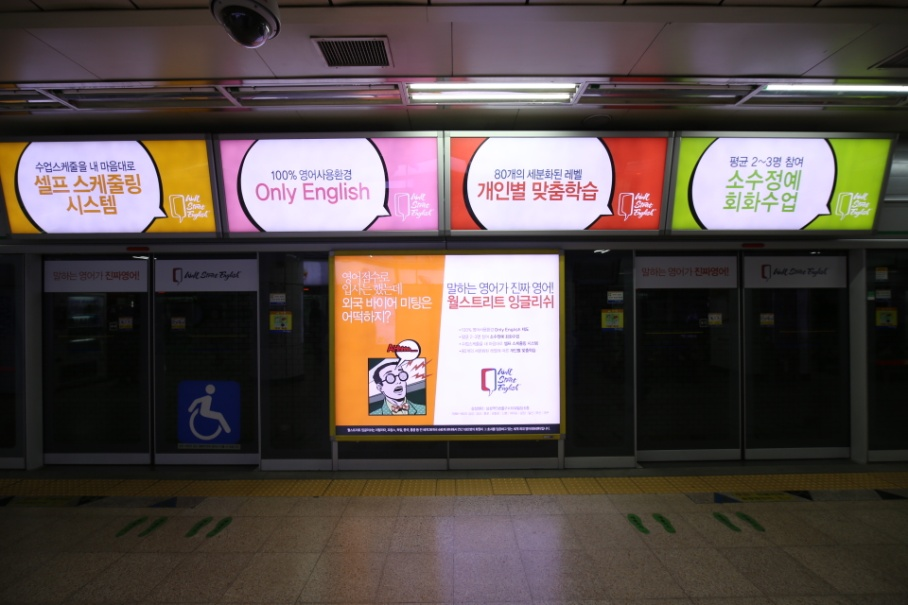 수업스케줄을 내 마음대로
셀프 스케줄링
시스템
Wall
Street
English
100% 영어사용환경
Only English
Wall
Street
English
80개의 세분화된 레벨
개인별 맞춤학습
Wall
Street
English
평균 2~3명 참여
소수정예
회화수업
Wall
Street
English
말하는 영어가 진짜영어!
Wall Street English
영어점수로
입사는 했는데
외국 바이어 미팅은
어떡하지?
말하는 영어가 진짜 영어!
월스트리트 잉글리쉬
Wall
Street
English
말하는 영어가 진짜영어!
Wall Street English